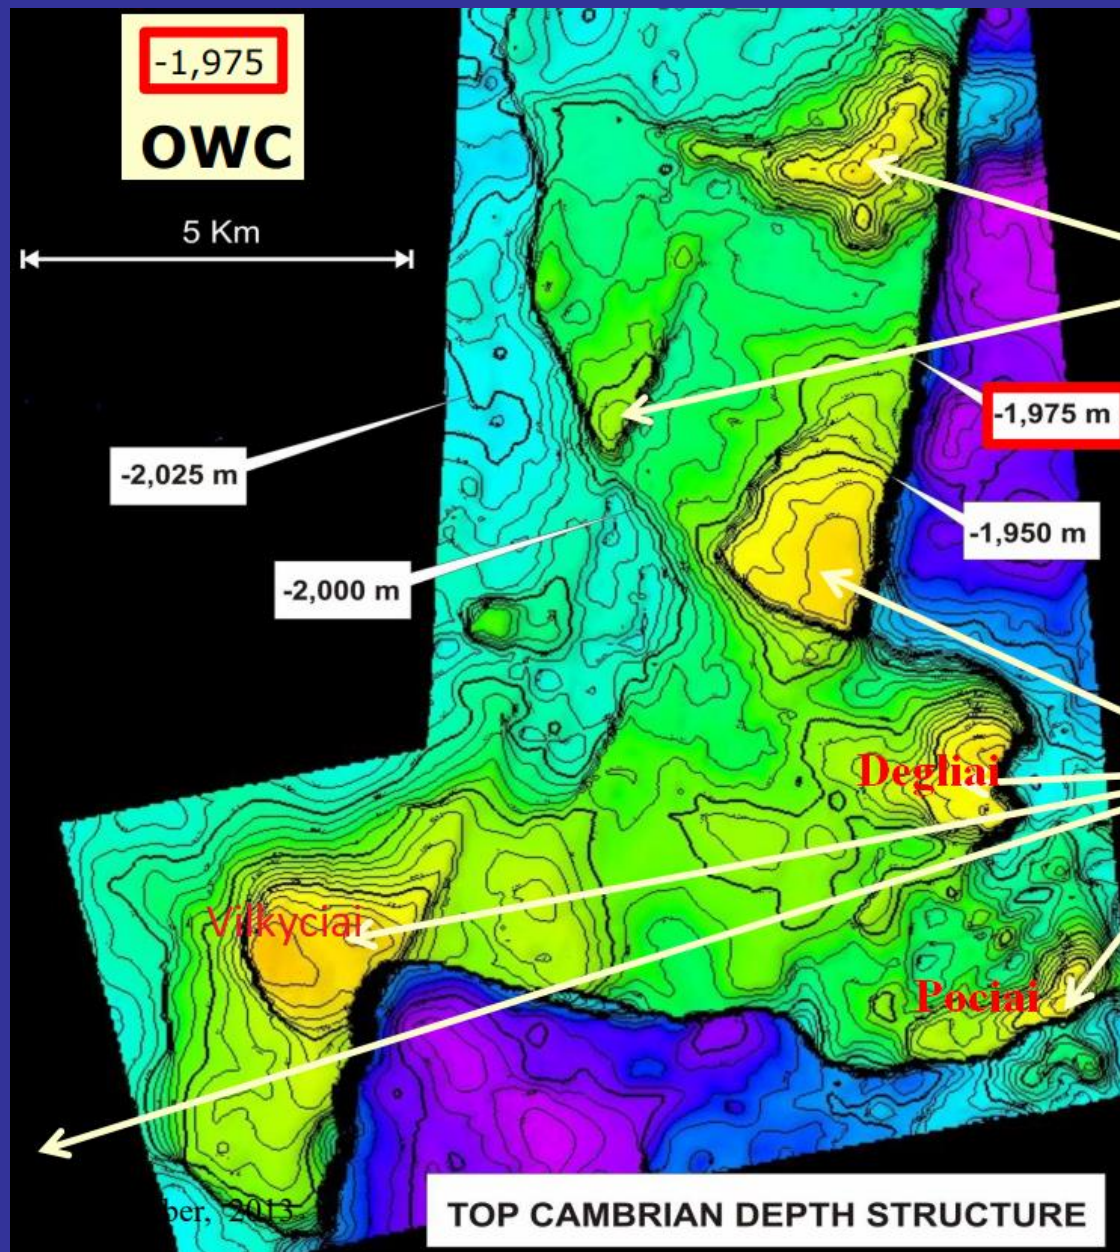 -1,975
OWC
5 Km
-1,975 m
-2,025 m
-1,950 m
-2,000 m
Degliai
Vilkyciai
Pociai
ber, 2013
TOP CAMBRIAN DEPTH STRUCTURE